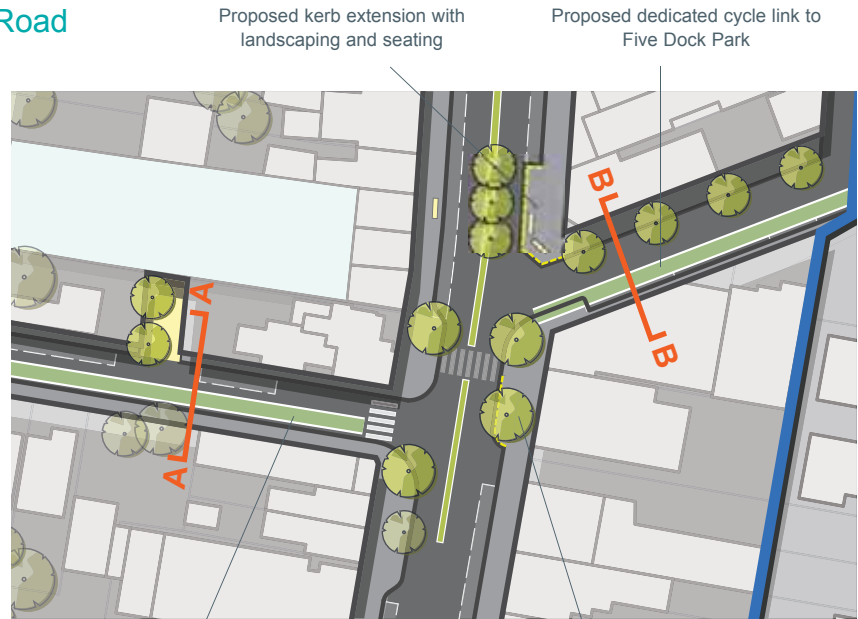 Road
Proposed kerb extension with
landscaping and seating
Proposed dedicated cycle link to
Five Dock Park
B
A
B
A